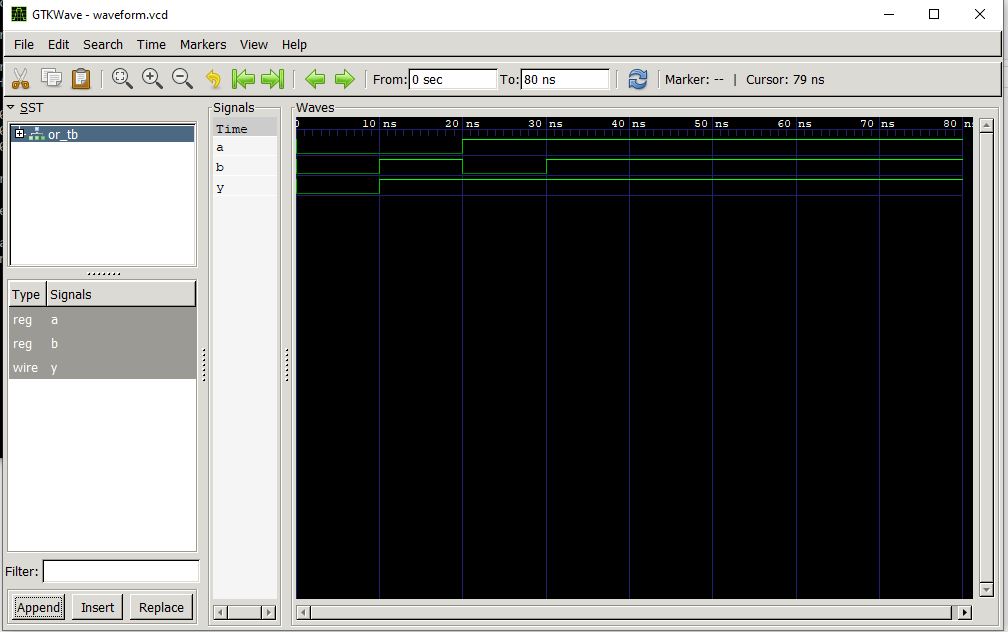 GTKWave - waveform.vcd
File Edit Search Time Markers View Help
From: 0 sec To: 80 ns Marker: -- | Cursor: 79 ns
SST
or_tb
Type Signals
reg a
reg b
wire y
Filter:
Append Insert Replace
Signals
Time
a
b
y
Waves
0 10 ns 20 ns 30 ns 40 ns 50 ns 60 ns 70 ns 80 ns